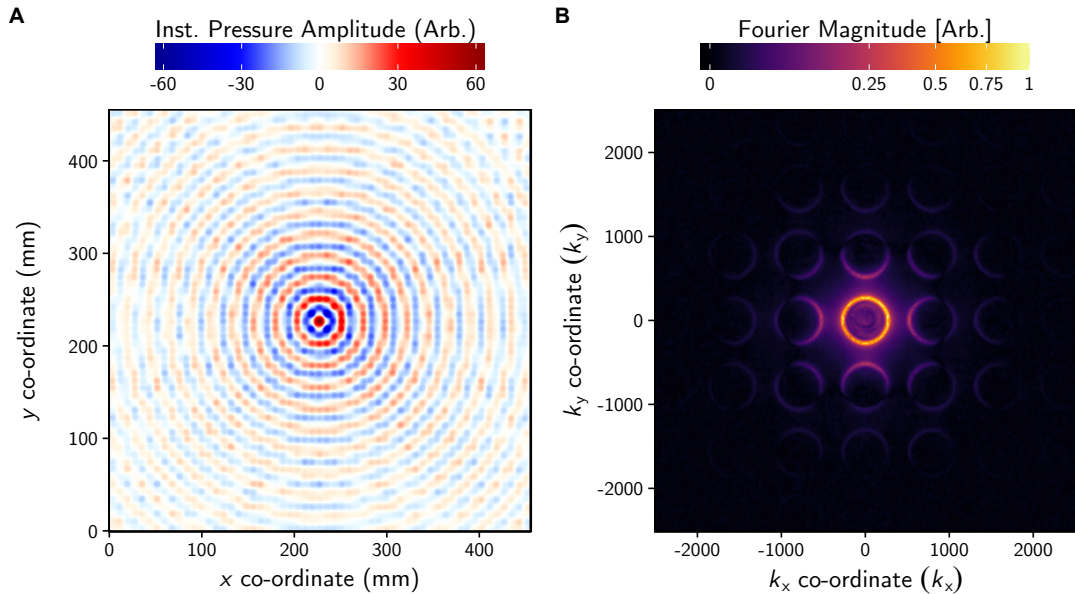 A
B
Inst. Pressure Amplitude (Arb.)
-60 -30 0 30 60
Fourier Magnitude [Arb.]
0 0.25 0.5 0.75 1
y co-ordinate (mm)
400
300
200
100
0
0 100 200 300 400
x co-ordinate (mm)
ky co-ordinate (ky)
2000
1000
0
-1000
-2000
-2000 -1000 0 1000 2000
kx co-ordinate (kx)